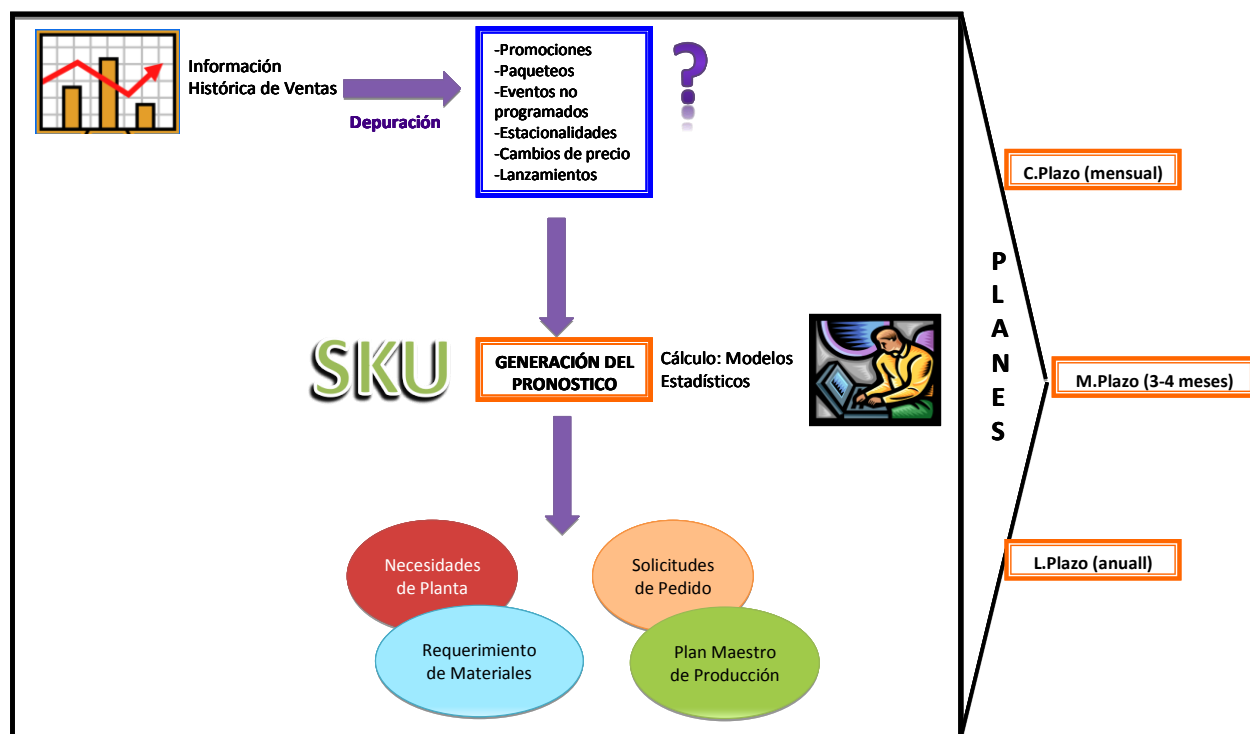 Información
Histórica de Ventas
Depuración
-Promociones
-Paqueteos
-Eventos no
programados
-Estacionalidades
-Cambios de precio
-Lanzamientos
?
SKU
GENERACIÓN DEL
PRONOSTICO
Cálculo: Modelos
Estadísticos
Necesidades
de Planta
Solicitudes
de Pedido
Requerimiento
de Materiales
Plan Maestro
de Producción
PLANES
C.Plazo (mensual)
M.Plazo (3-4 meses)
L.Plazo (anuall)